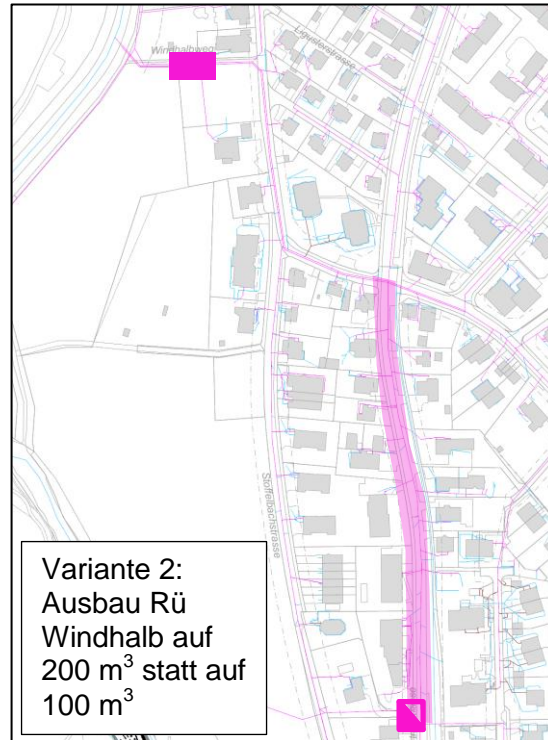 Windhalbweg
Ligusterstrasse
Stoffelbachstrasse
Variante 2:
Ausbau Rü
Windhalb auf
200 m³ statt auf
100 m³